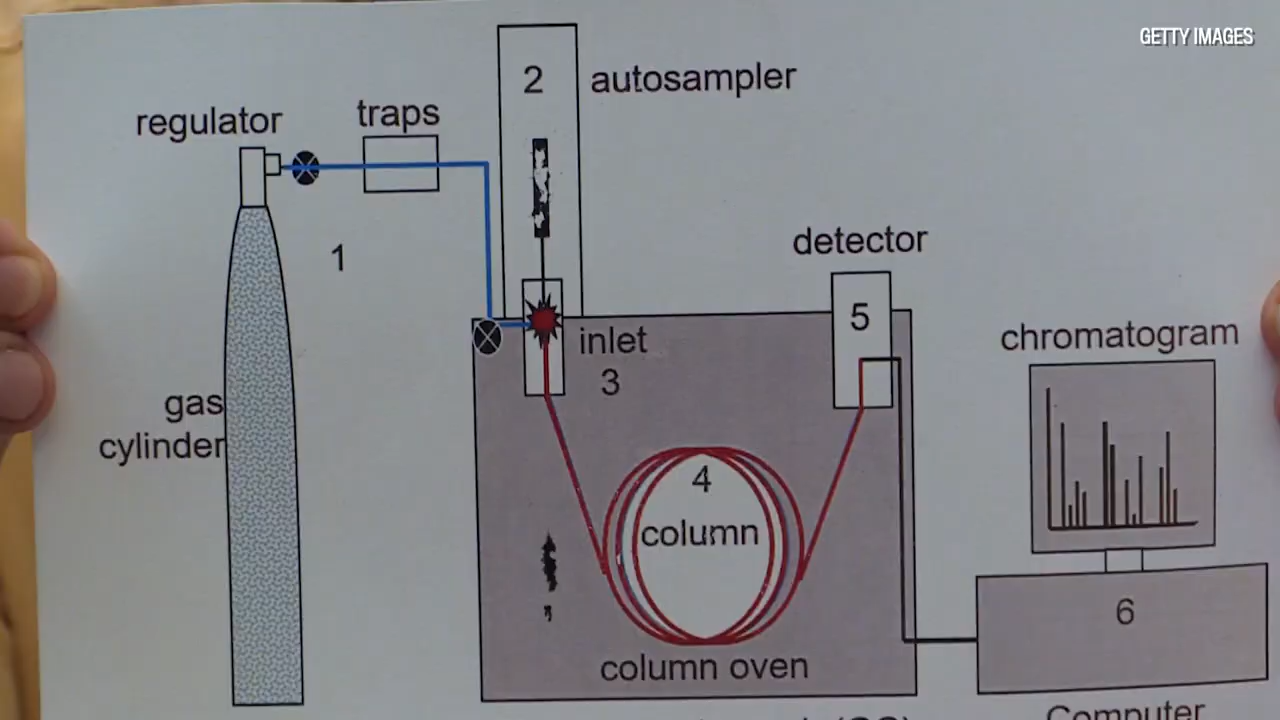 GETTY IMAGES
2
autosampler
regulator
traps
1
detector
5
inlet
3
chromatogram
gas
cylinder
4
column
6
column oven
(GC)
Computer